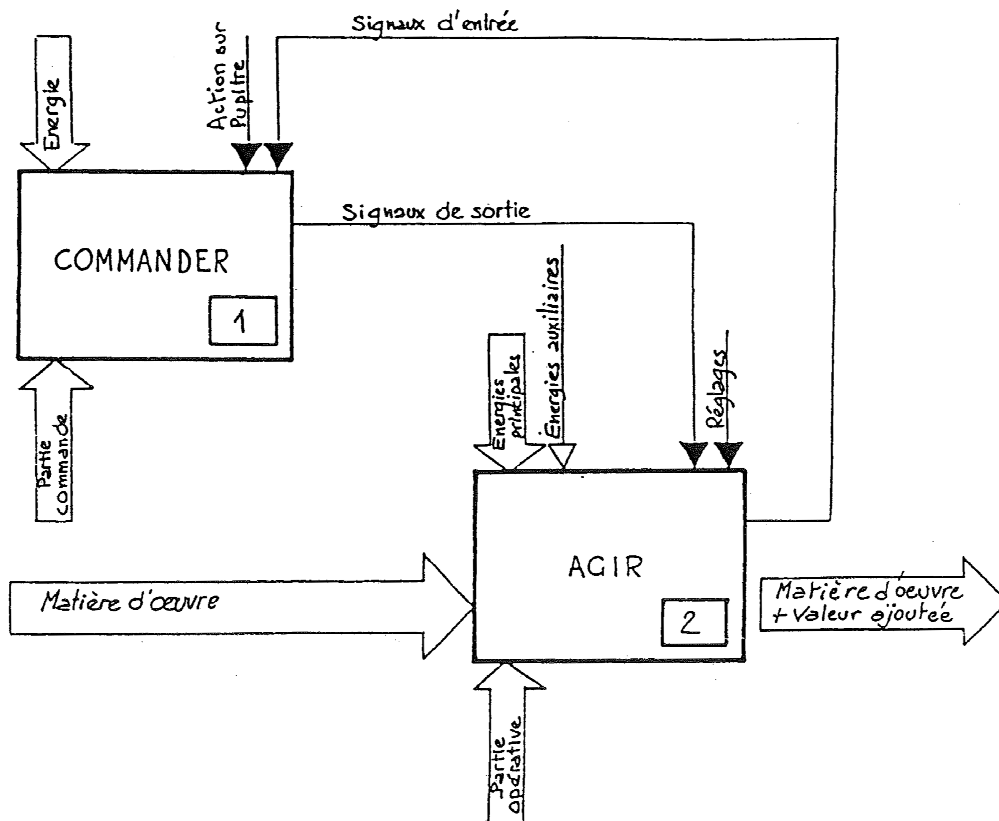 Signaux d'entrée
Energie
Action sur
Pupitre
Signaux de sortie
COMMANDER
1
Partie
commande
Energies
principales
Energies auxiliaires
Réglages
Matière d'œuvre
AGIR
2
Matière d'oeuvre
+ Valeur ajoutée
Partie
opérative